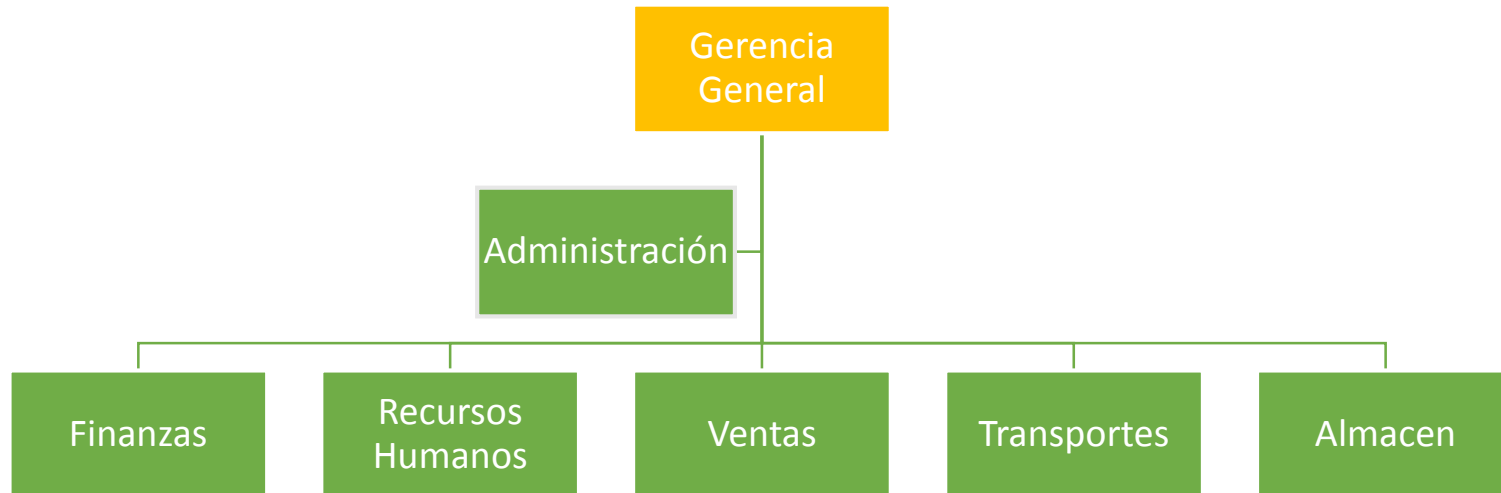 Gerencia
General
Administración
Finanzas
Recursos
Humanos
Ventas
Transportes
Almacen